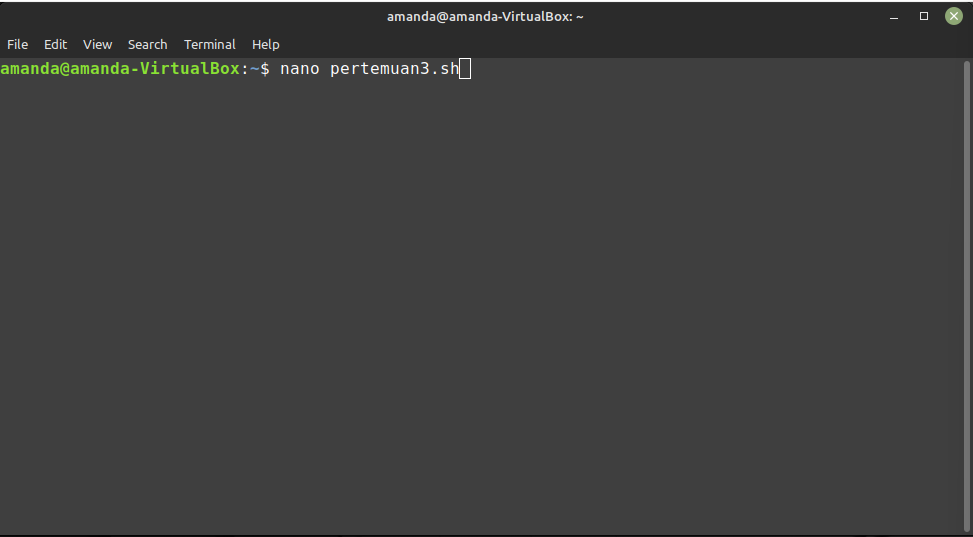 amanda@amanda-VirtualBox: ~
File Edit View Search Terminal Help
amanda@amanda-VirtualBox:~$ nano pertemuan3.sh